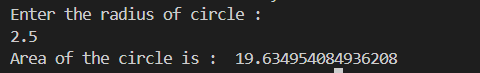 Enter the radius of circle :
2.5
Area of the circle is :  19.634954084936208